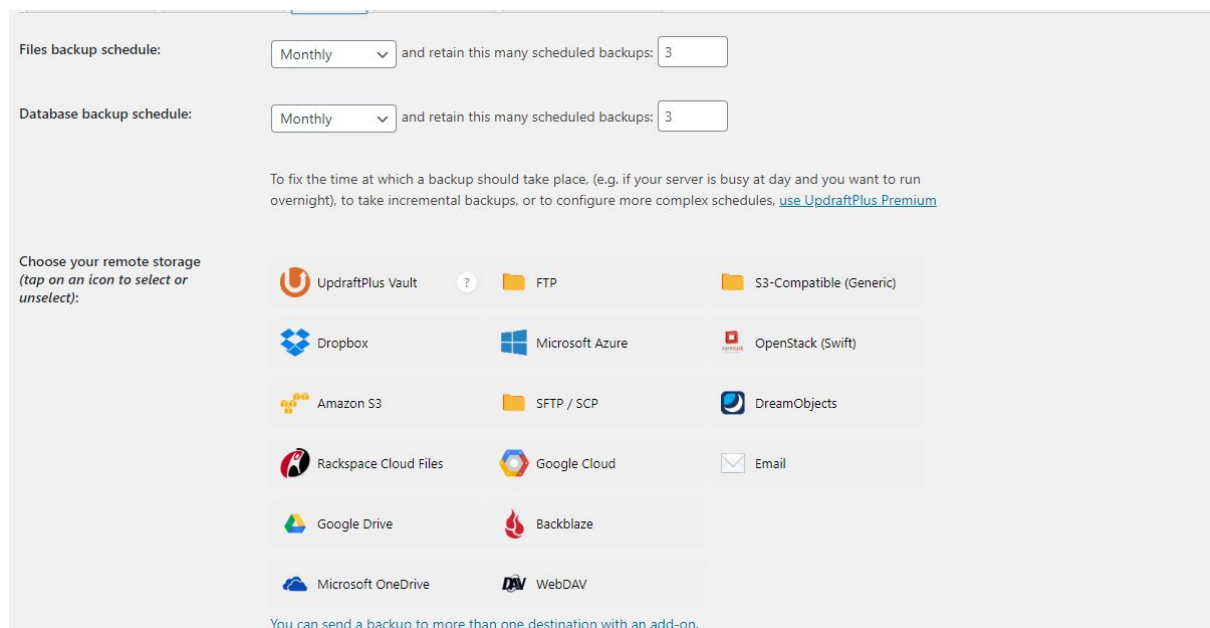 Files backup schedule:
Monthly and retain this many scheduled backups: 3
Database backup schedule:
Monthly and retain this many scheduled backups: 3
To fix the time at which a backup should take place, (e.g. if your server is busy at day and you want to run
overnight), to take incremental backups, or to configure more complex schedules, use UpdraftPlus Premium
Choose your remote storage
(tap on an icon to select or
unselect):
UpdraftPlus Vault ? FTP S3-Compatible (Generic)
Dropbox Microsoft Azure OpenStack (Swift)
Amazon S3 SFTP / SCP DreamObjects
Rackspace Cloud Files Google Cloud Email
Google Drive Backblaze
Microsoft OneDrive DAV WebDAV
You can send a backup to more than one destination with an add-on.